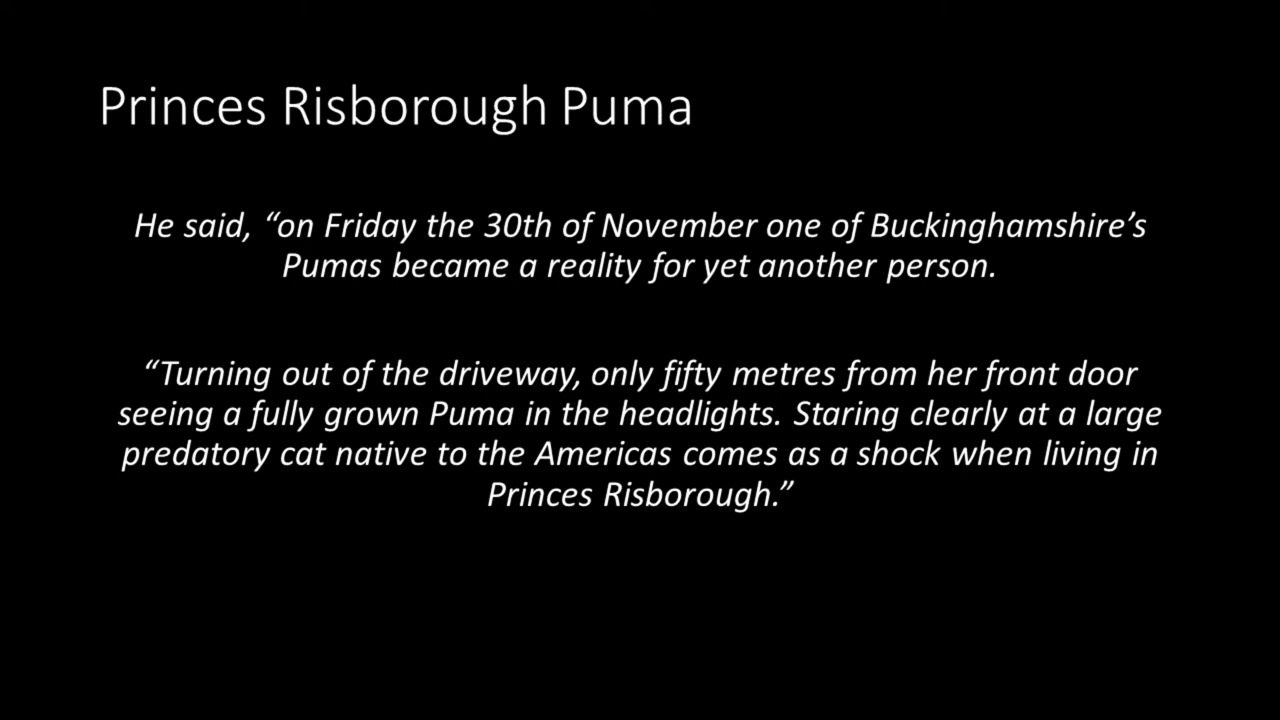 Princes Risborough Puma
He said, “on Friday the 30th of November one of Buckinghamshire’s
Pumas became a reality for yet another person.
“Turning out of the driveway, only fifty metres from her front door
seeing a fully grown Puma in the headlights. Staring clearly at a large
predatory cat native to the Americas comes as a shock when living in
Princes Risborough.”